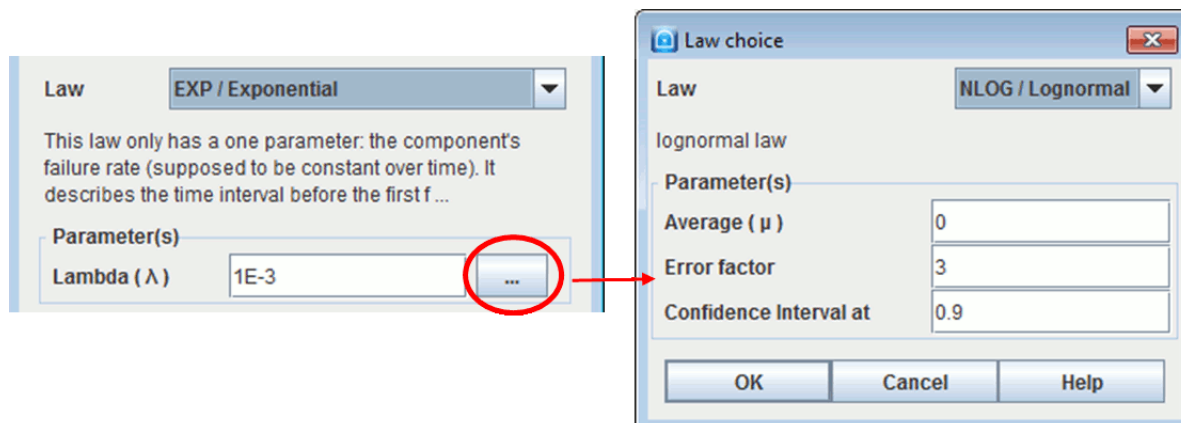 Law EXP / Exponential
This law only has a one parameter: the component's
failure rate (supposed to be constant over time). It
describes the time interval before the first f ...
Parameter(s)
Lambda ( λ ) 1E-3 ...
Law choice
Law NLOG / Lognormal
lognormal law
Parameter(s)
Average ( μ ) 0
Error factor 3
Confidence Interval at 0.9
OK Cancel Help